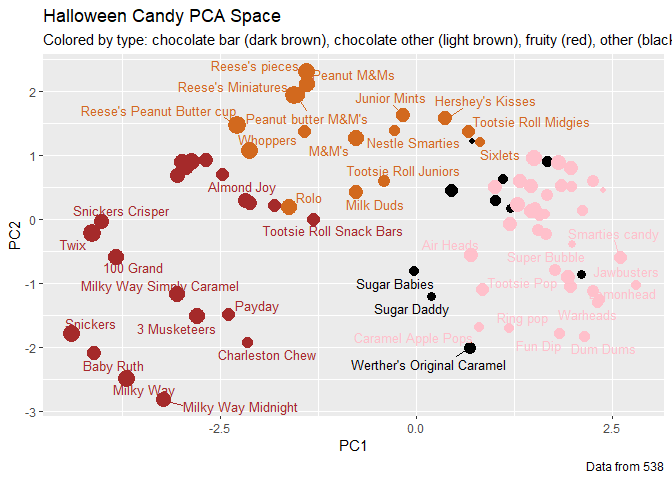 Halloween Candy PCA Space
Colored by type: chocolate bar (dark brown), chocolate other (light brown), fruity (red), other (blac
Reese's pieces
Peanut M&Ms
Reese's Miniatures
Junior Mints
Hershey's Kisses
Reese's Peanut Butter cup
Peanut butter M&M's
Tootsie Roll Midgies
Whoppers
Nestle Smarties
M&M's
Sixlets
Tootsie Roll Juniors
Almond Joy
Rolo
Milk Duds
Snickers Crisper
Tootsie Roll Snack Bars
Twix
Air Heads
Smarties candy
100 Grand
Super Bubble
Jawbusters
Milky Way Simply Caramel
Sugar Babies
Tootsie Pop
Lemonhead
Payday
Sugar Daddy
Snickers
3 Musketeers
Ring pop
Warheads
Caramel Apple Pops
Charleston Chew
Fun Dip
Dum Dums
Baby Ruth
Werther's Original Caramel
Milky Way
Milky Way Midnight
2
1
0
-1
-2
-3
PC2
-2.5
0.0
2.5
PC1
Data from 538